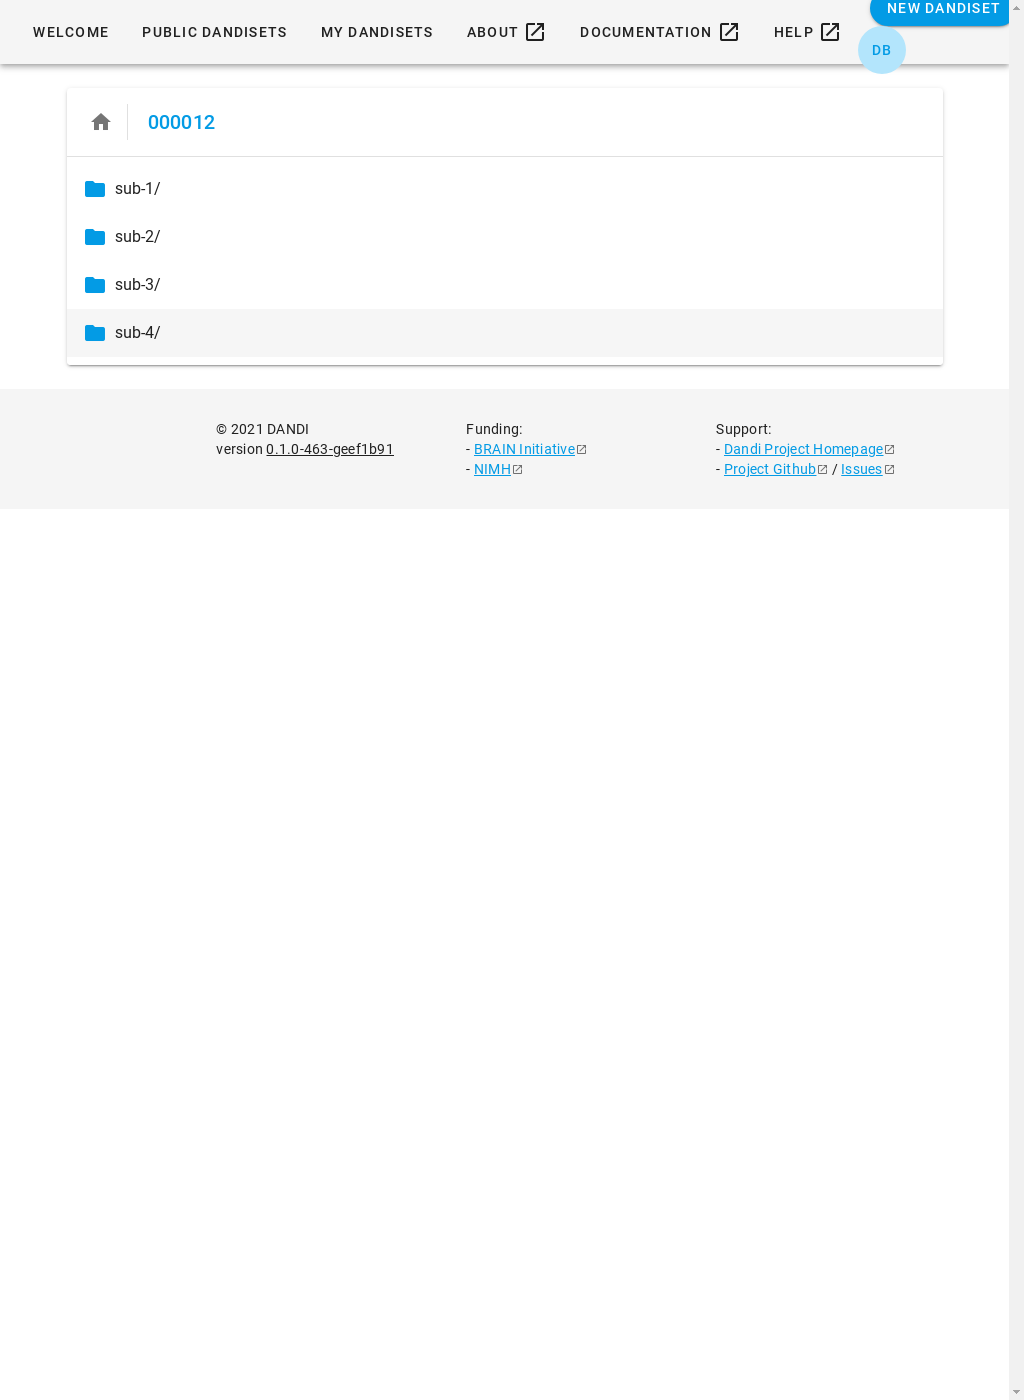 NEW DANDISET
WELCOME PUBLIC DANDISETS MY DANDISETS ABOUT DOCUMENTATION HELP
DB
000012
sub-1/
sub-2/
sub-3/
sub-4/
© 2021 DANDI
version 0.1.0-463-geef1b91
Funding:
- BRAIN Initiative
- NIMH
Support:
- Dandi Project Homepage
- Project Github / Issues